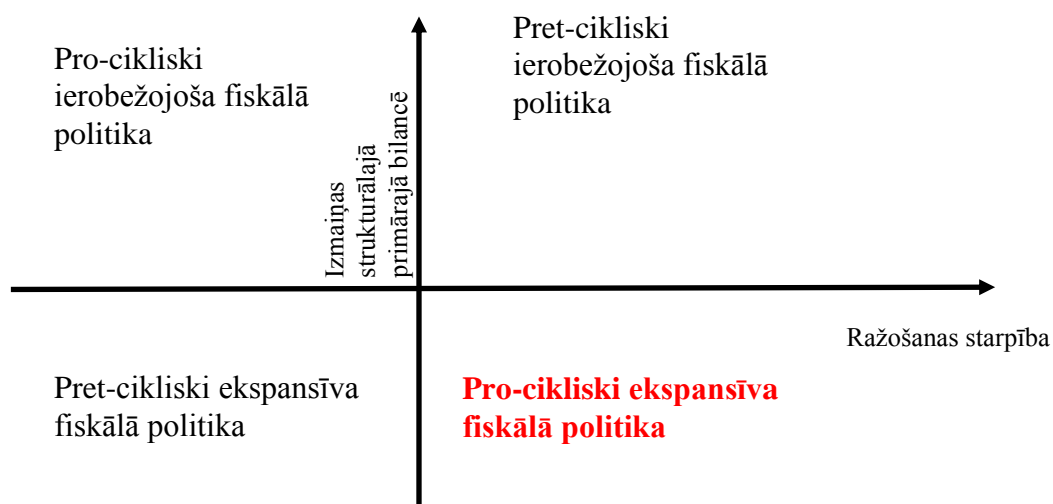 Pro-cikliski
ierobežojoša fiskālā
politika
Pret-cikliski
ierobežojoša fiskālā
politika
Izmaiņas
strukturālajā
primārajā bilancē
Ražošanas starpība
Pret-cikliski ekspansīva
fiskālā politika
Pro-cikliski ekspansīva
fiskālā politika